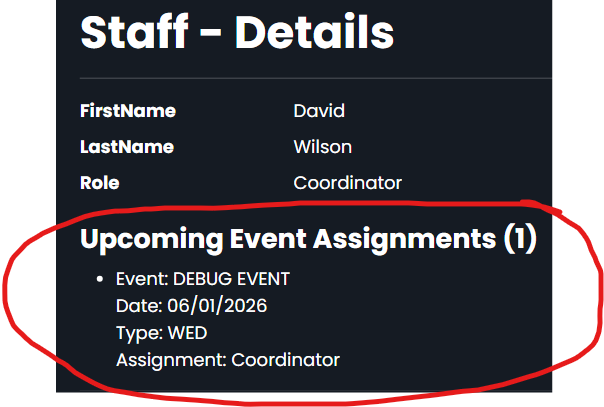 Staff - Details
FirstName David
LastName Wilson
Role Coordinator
Upcoming Event Assignments (1)
• Event: DEBUG EVENT
Date: 06/01/2026
Type: WED
Assignment: Coordinator